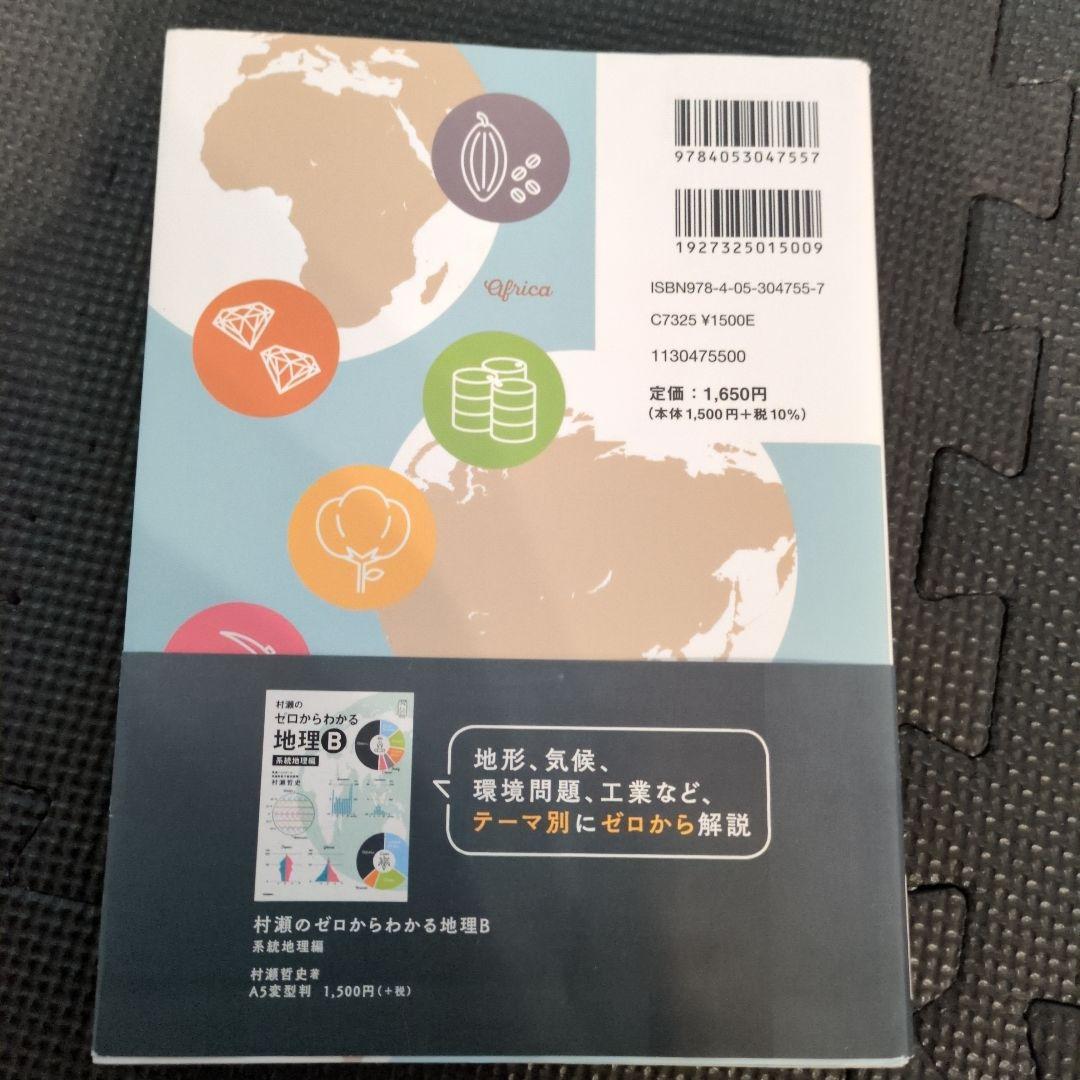 9784053047557
1927325015009
ISBN978-4-05-304755-7
C7325 ¥1500E
1130475500
定価：1,650円
（本体1,500円＋税10%）
Africa
村瀬の
ゼロからわかる
地理B
系統地理編
村瀬哲史
地形、気候、
環境問題、工業など、
テーマ別にゼロから解説
村瀬のゼロからわかる地理B
系統地理編
村瀬哲史著
A5変型判 1,500円（＋税）